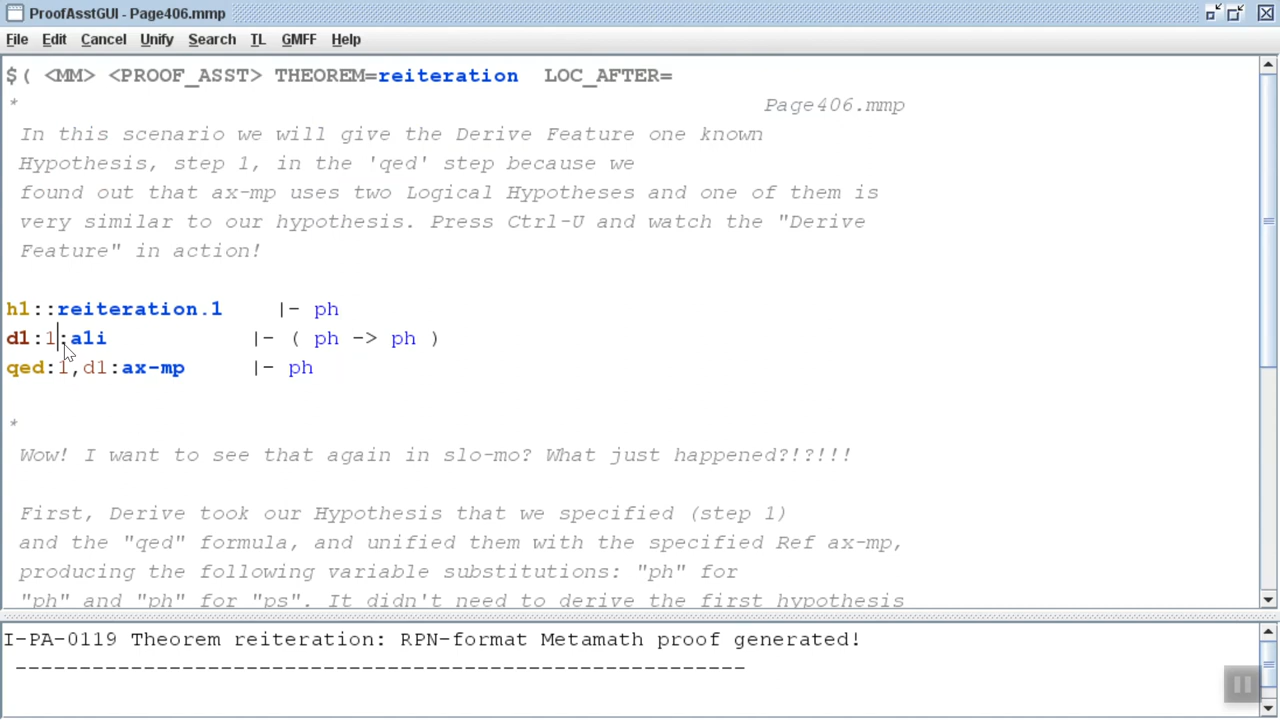 ProofAsstGUI - Page406.mmp
File Edit Cancel Unify Search TL GMFF Help
$( <MM> <PROOF_ASST> THEOREM=reiteration LOC_AFTER=
* Page406.mmp
In this scenario we will give the Derive Feature one known
Hypothesis, step 1, in the 'qed' step because we
found out that ax-mp uses two Logical Hypotheses and one of them is
very similar to our hypothesis. Press Ctrl-U and watch the "Derive
Feature" in action!
h1::reiteration.1 |- ph
d1:1:a1i |- ( ph -> ph )
qed:1,d1:ax-mp |- ph
*
Wow! I want to see that again in slo-mo? What just happened?!?!!!
First, Derive took our Hypothesis that we specified (step 1)
and the "qed" formula, and unified them with the specified Ref ax-mp,
producing the following variable substitutions: "ph" for
"ph" and "ph" for "ps". It didn't need to derive the first hypothesis
I-PA-0119 Theorem reiteration: RPN-format Metamath proof generated!
---------------------------------------------------------